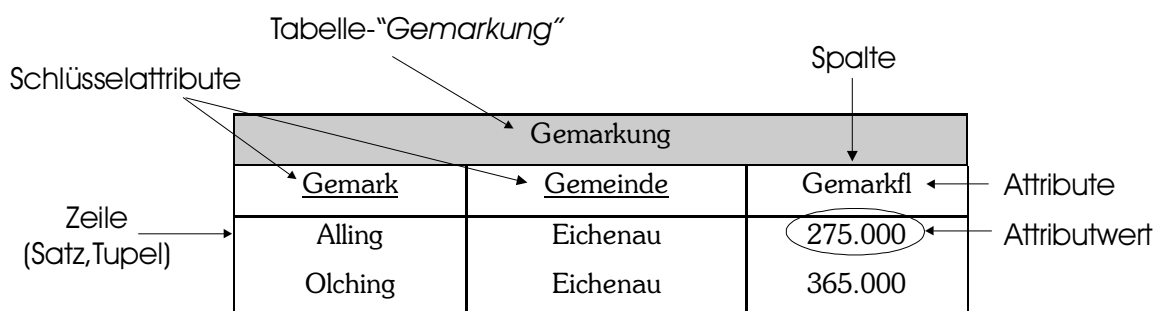 Tabelle-“Gemarkung”
Spalte
Schlüsselattribute
Gemarkung
Gemark Gemeinde Gemarkfl Attribute
Zeile
(Satz,Tupel)
Alling Eichenau 275.000 Attributwert
Olching Eichenau 365.000